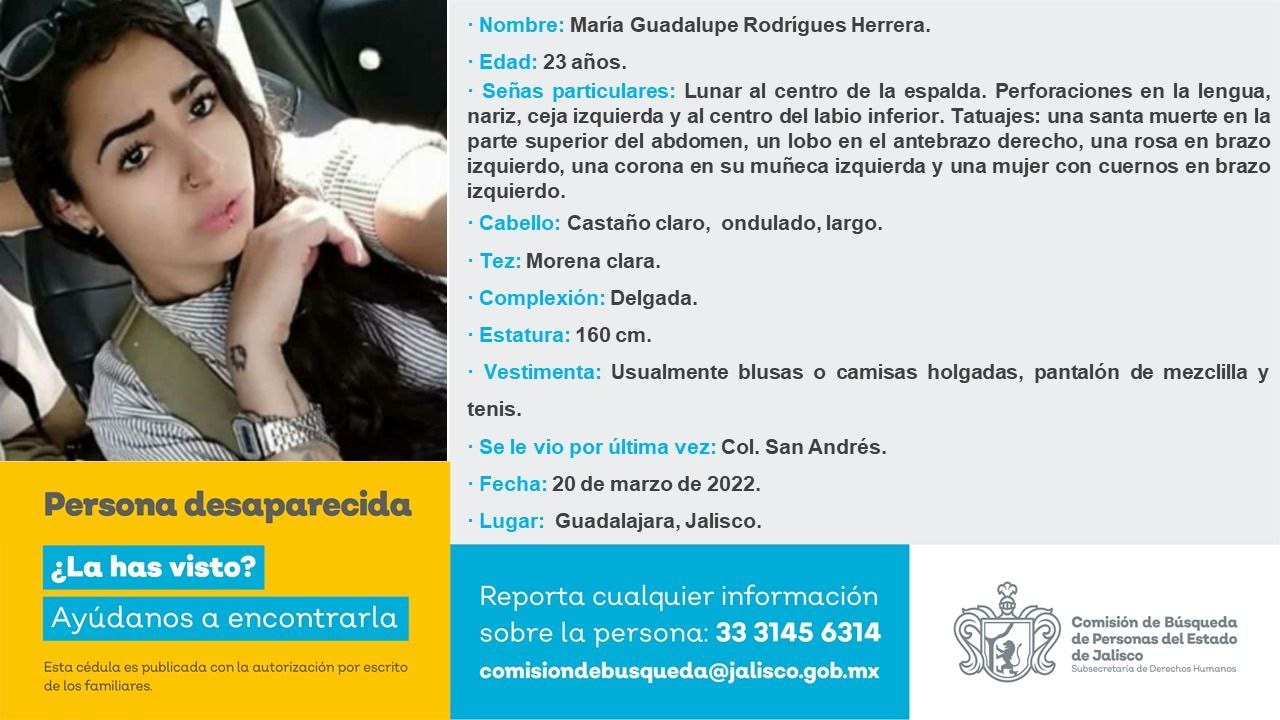 · Nombre: María Guadalupe Rodrígues Herrera.
· Edad: 23 años.
· Señas particulares: Lunar al centro de la espalda. Perforaciones en la lengua,
nariz, ceja izquierda y al centro del labio inferior. Tatuajes: una santa muerte en la
parte superior del abdomen, un lobo en el antebrazo derecho, una rosa en brazo
izquierdo, una corona en su muñeca izquierda y una mujer con cuernos en brazo
izquierdo.
· Cabello: Castaño claro, ondulado, largo.
· Tez: Morena clara.
· Complexión: Delgada.
· Estatura: 160 cm.
· Vestimenta: Usualmente blusas o camisas holgadas, pantalón de mezclilla y
tenis.
· Se le vio por última vez: Col. San Andrés.
· Fecha: 20 de marzo de 2022.
· Lugar: Guadalajara, Jalisco.
Persona desaparecida
¿La has visto?
Ayúdanos a encontrarla
Esta cédula es publicada con la autorización por escrito
de los familiares.
Reporta cualquier información
sobre la persona: 33 3145 6314
comisiondebusqueda@jalisco.gob.mx
Comisión de Búsqueda
de Personas del Estado
de Jalisco
Subsecretaría de Derechos Humanos